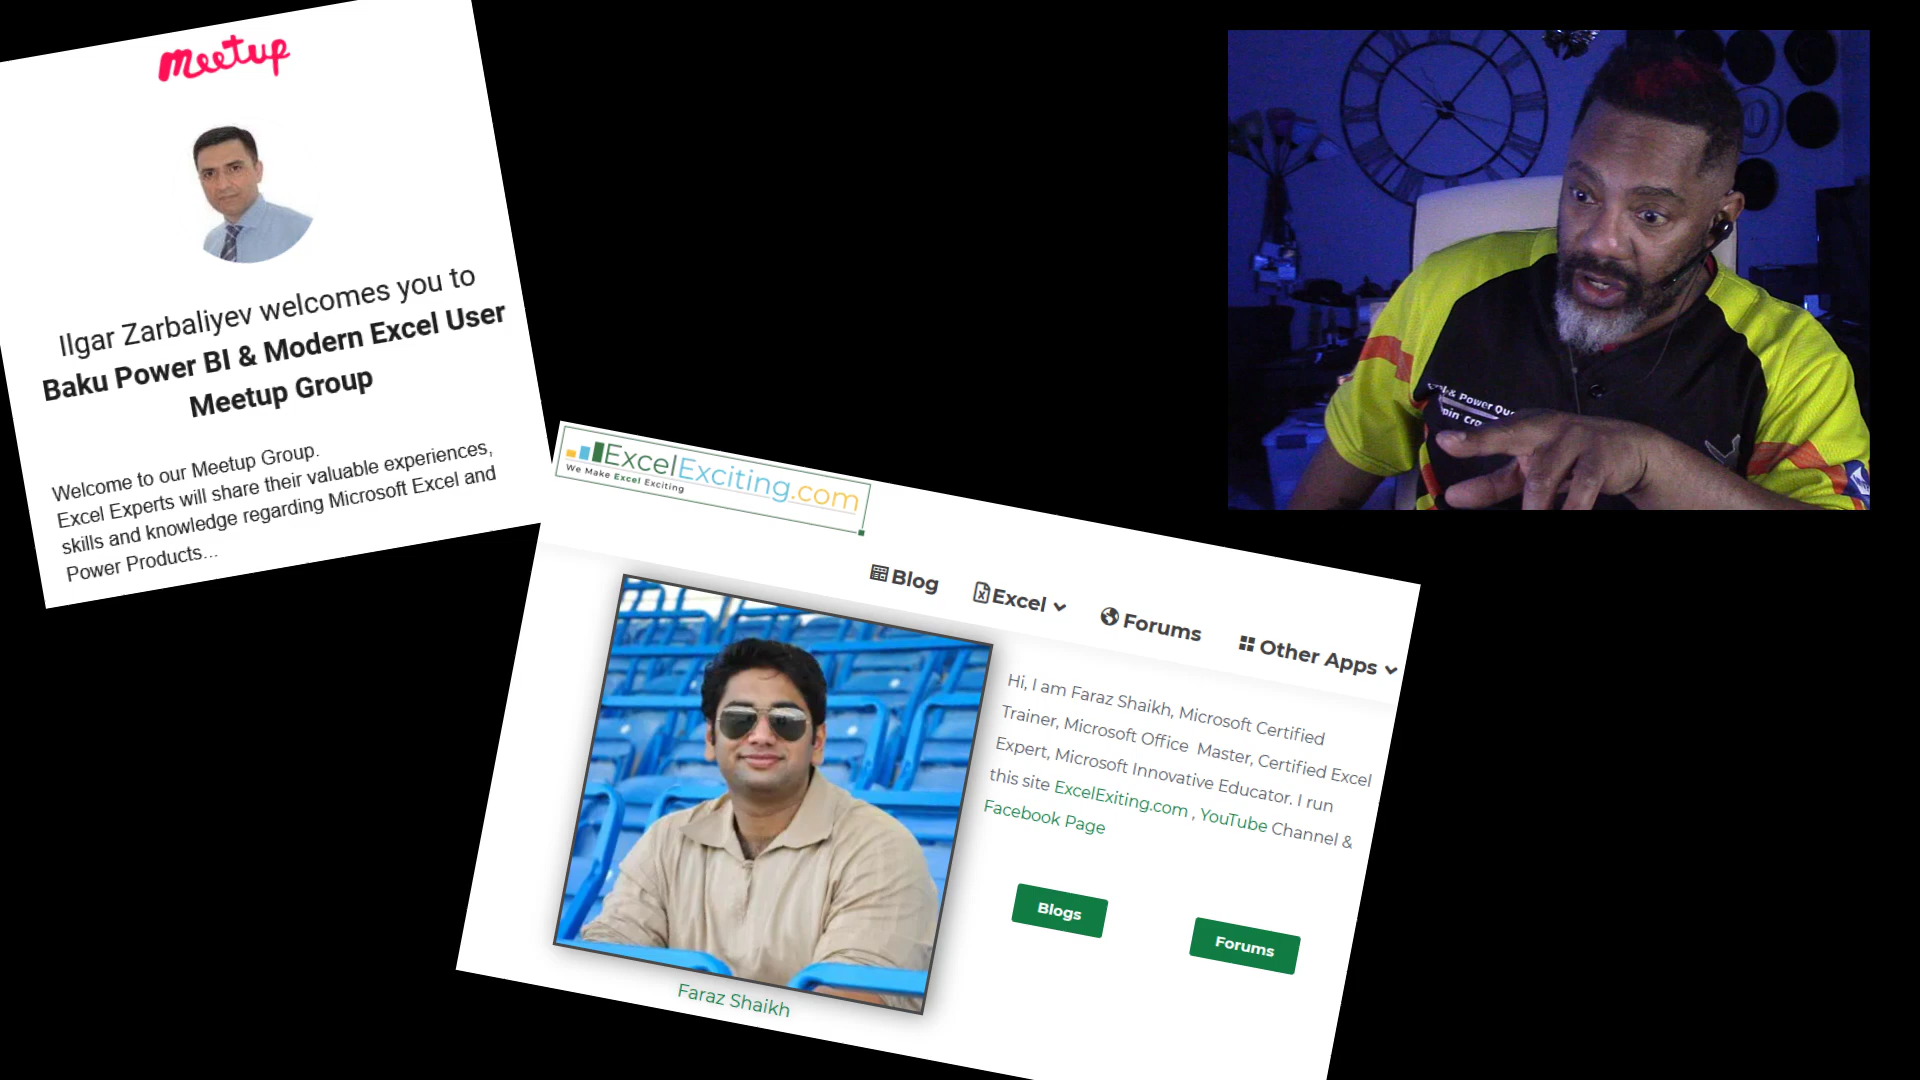 meetup
Ilgar Zarbaliyev welcomes you to
Baku Power BI & Modern Excel User
Meetup Group
Welcome to our Meetup Group.
Excel Experts will share their valuable experiences,
skills and knowledge regarding Microsoft Excel and
Power Products...
ExcelExciting.com
We Make Excel Exciting
Blog
Excel
Forums
Other Apps
Hi, I am Faraz Shaikh, Microsoft Certified
Trainer, Microsoft Office Master, Certified Excel
Expert, Microsoft Innovative Educator. I run
this site ExcelExiting.com , YouTube Channel &
Facebook Page
Blogs
Forums
Faraz Shaikh
& Power Qu